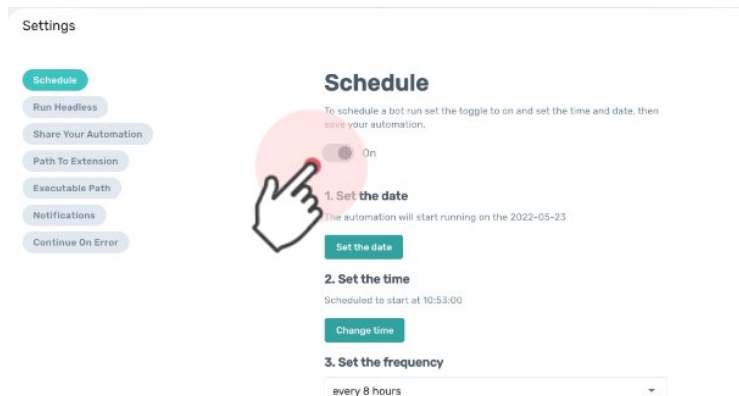 Settings
Schedule
Run Headless
Share Your Automation
Path To Extension
Executable Path
Notifications
Continue On Error
Schedule
To schedule a bot run set the toggle to on and set the time and date, then
save your automation.
On
1. Set the date
The automation will start running on the 2022-05-23
Set the date
2. Set the time
Scheduled to start at 10:53:00
Change time
3. Set the frequency
every 8 hours